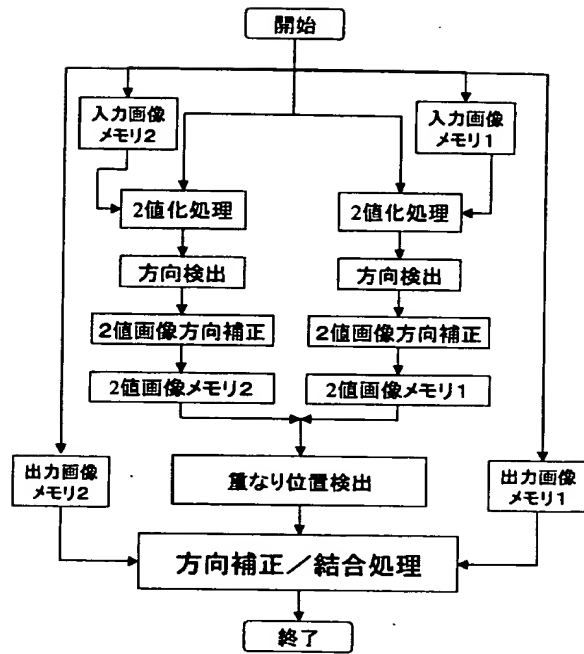 開始
入力画像
メモリ2
入力画像
メモリ1
2値化処理
2値化処理
方向検出
方向検出
2値画像方向補正
2値画像方向補正
2値画像メモリ2
2値画像メモリ1
出力画像
メモリ2
重なり位置検出
出力画像
メモリ1
方向補正／結合処理
終了